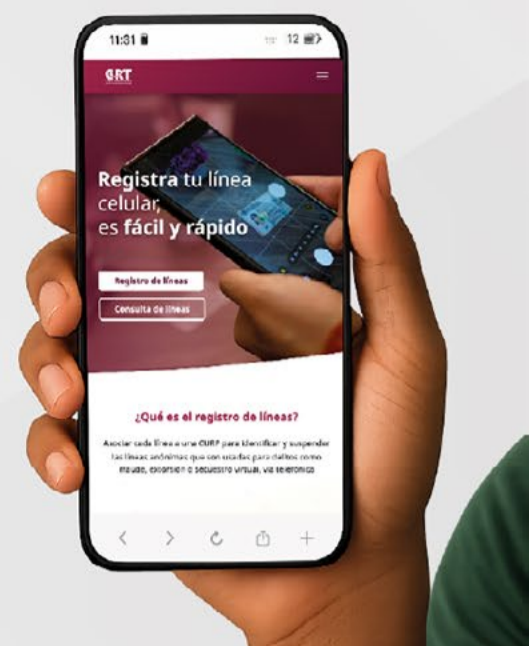 11:31
12
CRT
Registra tu línea
celular,
es fácil y rápido
Registro de líneas
Consulta de líneas
¿Qué es el registro de líneas?
Asociar cada línea a una CURP para identificar y suspender
las líneas anónimas que son usadas para delitos como
fraude, extorsión o secuestro virtual, vía telefónica